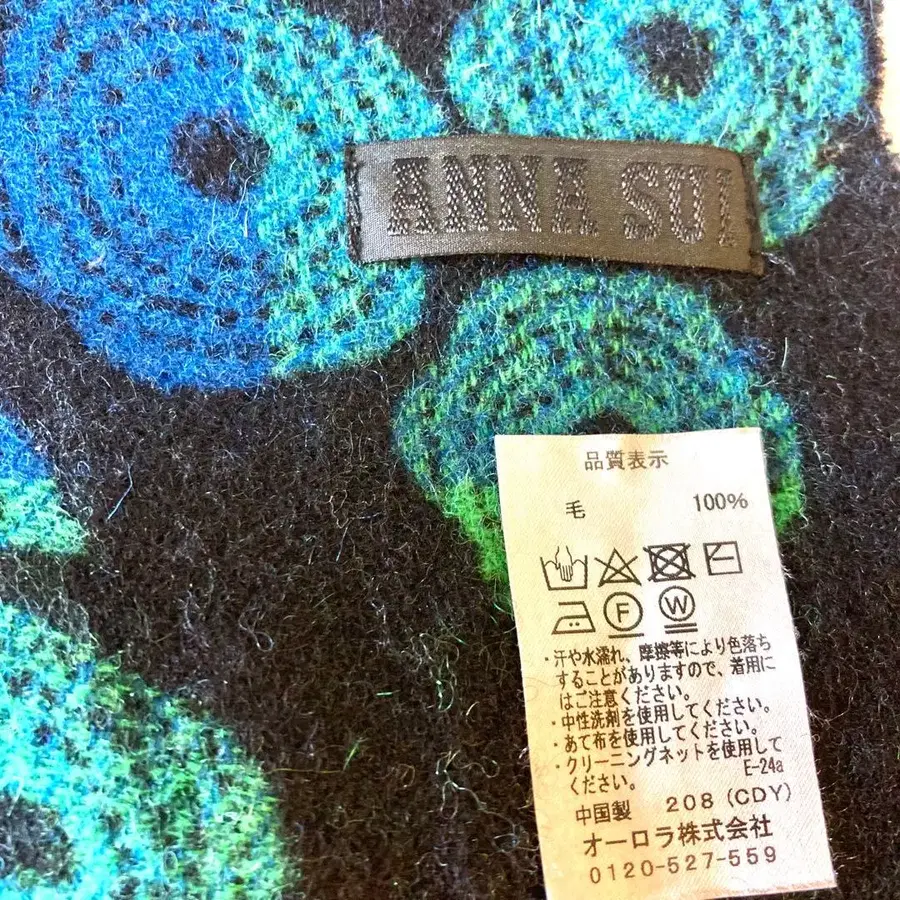 ANNA SUI
品質表示
毛 100%
F W
・汗や水濡れ、摩擦等により色落ち
することがありますので、着用に
はご注意ください。
・中性洗剤を使用してください。
・あて布を使用してください。
・クリーニングネットを使用して
ください。 E-24a
中国製 208 (CDY)
オーロラ株式会社
0120-527-559